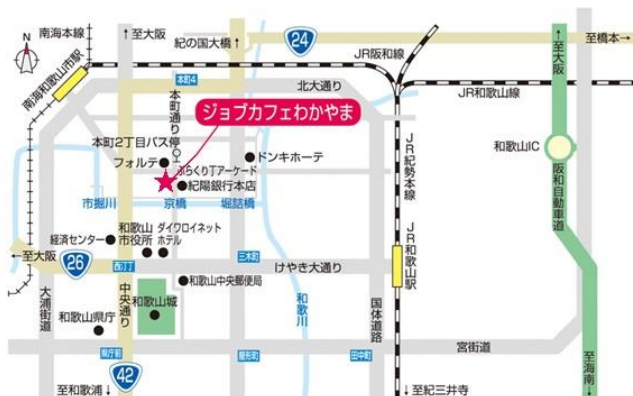 南海本線
↑至大阪
紀の国大橋↑
24
↑至大阪
至橋本→
N
JR阪和線
南海和歌山市駅
本町4
北大通り
JR和歌山線
本町通り
ジョブカフェわかやま
本町2丁目バス停
フォルテ
ドンキホーテ
ぶらくり丁アーケード
紀陽銀行本店
JR紀勢本線
和歌山IC
阪和自動車道
市堀川
京橋
堀詰橋
経済センター
和歌山市役所
ダイワロイネットホテル
三木町
←至大阪
26
西汀丁
けやき大通り
JR和歌山駅
和歌山中央郵便局
大浦街道
中央通り
和歌山城
和歌川
国体道路
和歌山県庁
県庁前
屋形町
田中町
宮街道
42
至和歌浦↓
↓至紀三井寺
至海南↓